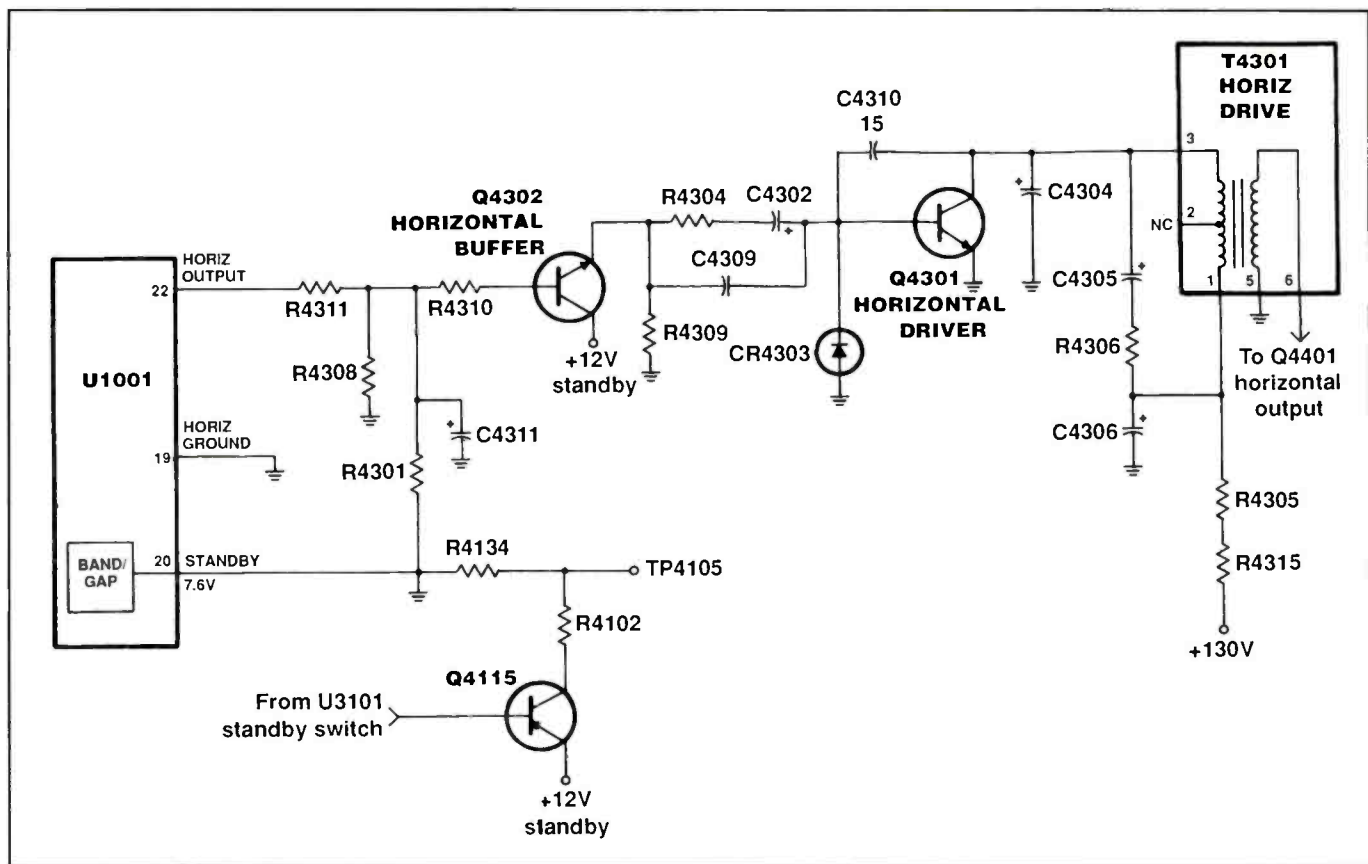 T4301
HORIZ
DRIVE
C4310
15
3
Q4302
HORIZONTAL
BUFFER
R4304
C4302
+
+
C4304
2
NC
HORIZ
OUTPUT
22
C4309
Q4301
HORIZONTAL
DRIVER
+
C4305
1
5
6
R4311
R4310
R4309
+12V
standby
CR4303
R4306
To Q4401
horizontal
output
U1001
R4308
HORIZ
GROUND
19
+
C4311
+
C4306
R4301
R4305
BAND/
GAP
20
STANDBY
7.6V
R4134
TP4105
R4315
R4102
+130V
Q4115
From U3101
standby switch
+12V
standby